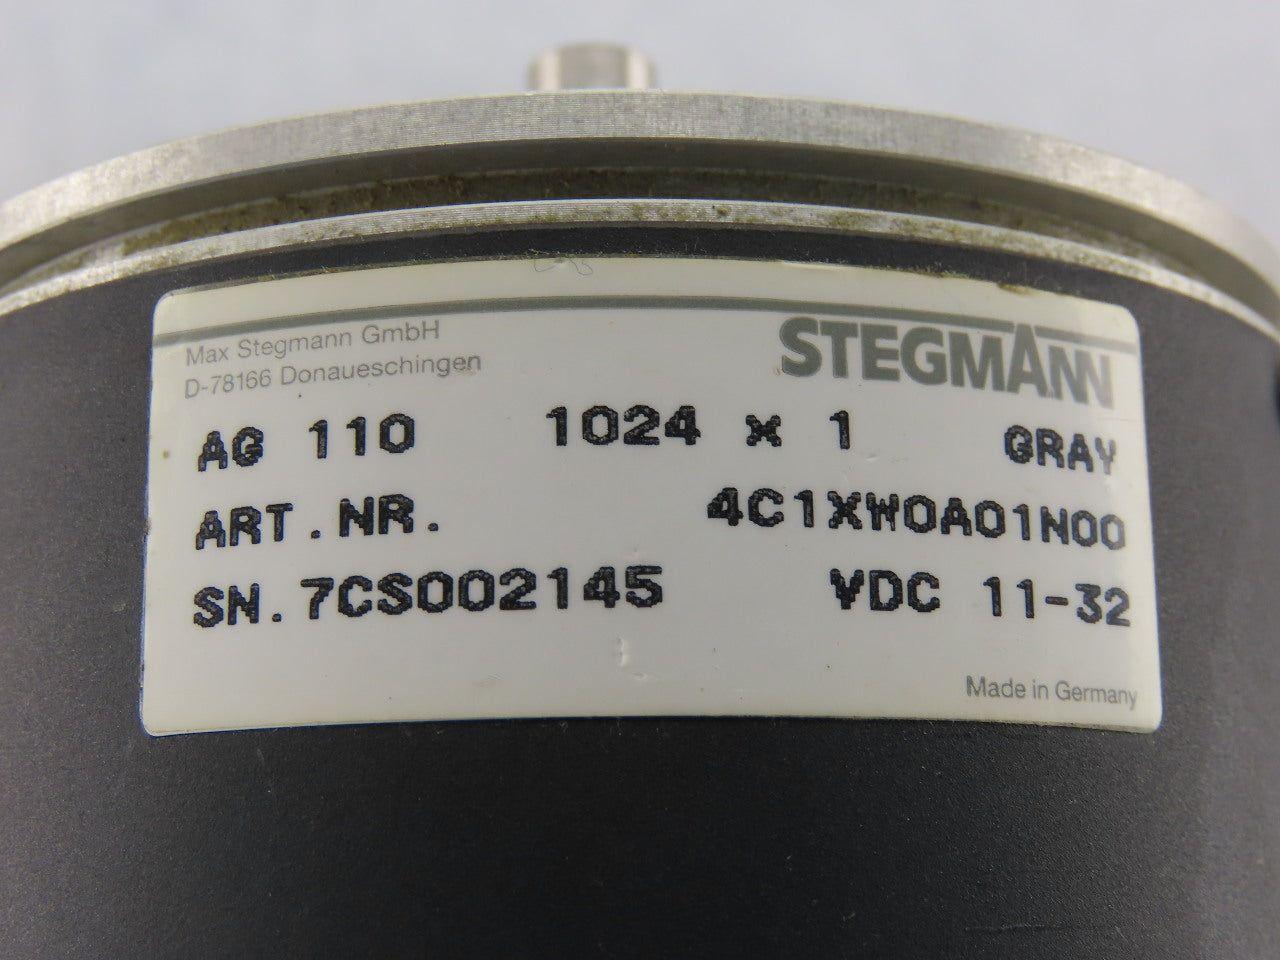 Max Stegmann GmbH
D-78166 Donaueschingen
STEGMANN
AG 110 1024 x 1 GRAY
ART.NR. 4C1XW0A01N00
SN.7CS002145 VDC 11-32
Made in Germany